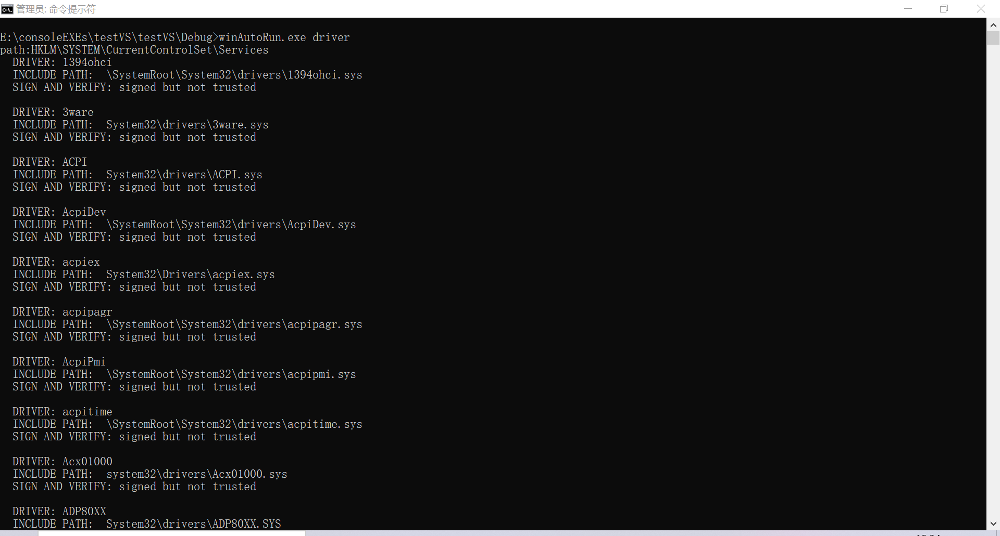 管理员: 命令提示符
E:\consoleEXEs\testVS\testVS\Debug>winAutoRun.exe driver
path:HKLM\SYSTEM\CurrentControlSet\Services
DRIVER: 1394ohci
INCLUDE PATH:  \SystemRoot\System32\drivers\1394ohci.sys
SIGN AND VERIFY: signed but not trusted
DRIVER: 3ware
INCLUDE PATH:  System32\drivers\3ware.sys
SIGN AND VERIFY: signed but not trusted
DRIVER: ACPI
INCLUDE PATH:  System32\drivers\ACPI.sys
SIGN AND VERIFY: signed but not trusted
DRIVER: AcpiDev
INCLUDE PATH:  \SystemRoot\System32\drivers\AcpiDev.sys
SIGN AND VERIFY: signed but not trusted
DRIVER: acpiex
INCLUDE PATH:  System32\Drivers\acpiex.sys
SIGN AND VERIFY: signed but not trusted
DRIVER: acpipagr
INCLUDE PATH:  \SystemRoot\System32\drivers\acpipagr.sys
SIGN AND VERIFY: signed but not trusted
DRIVER: AcpiPmi
INCLUDE PATH:  \SystemRoot\System32\drivers\acpipmi.sys
SIGN AND VERIFY: signed but not trusted
DRIVER: acpitime
INCLUDE PATH:  \SystemRoot\System32\drivers\acpitime.sys
SIGN AND VERIFY: signed but not trusted
DRIVER: Acx01000
INCLUDE PATH:  system32\drivers\Acx01000.sys
SIGN AND VERIFY: signed but not trusted
DRIVER: ADP80XX
INCLUDE PATH:  System32\drivers\ADP80XX.SYS